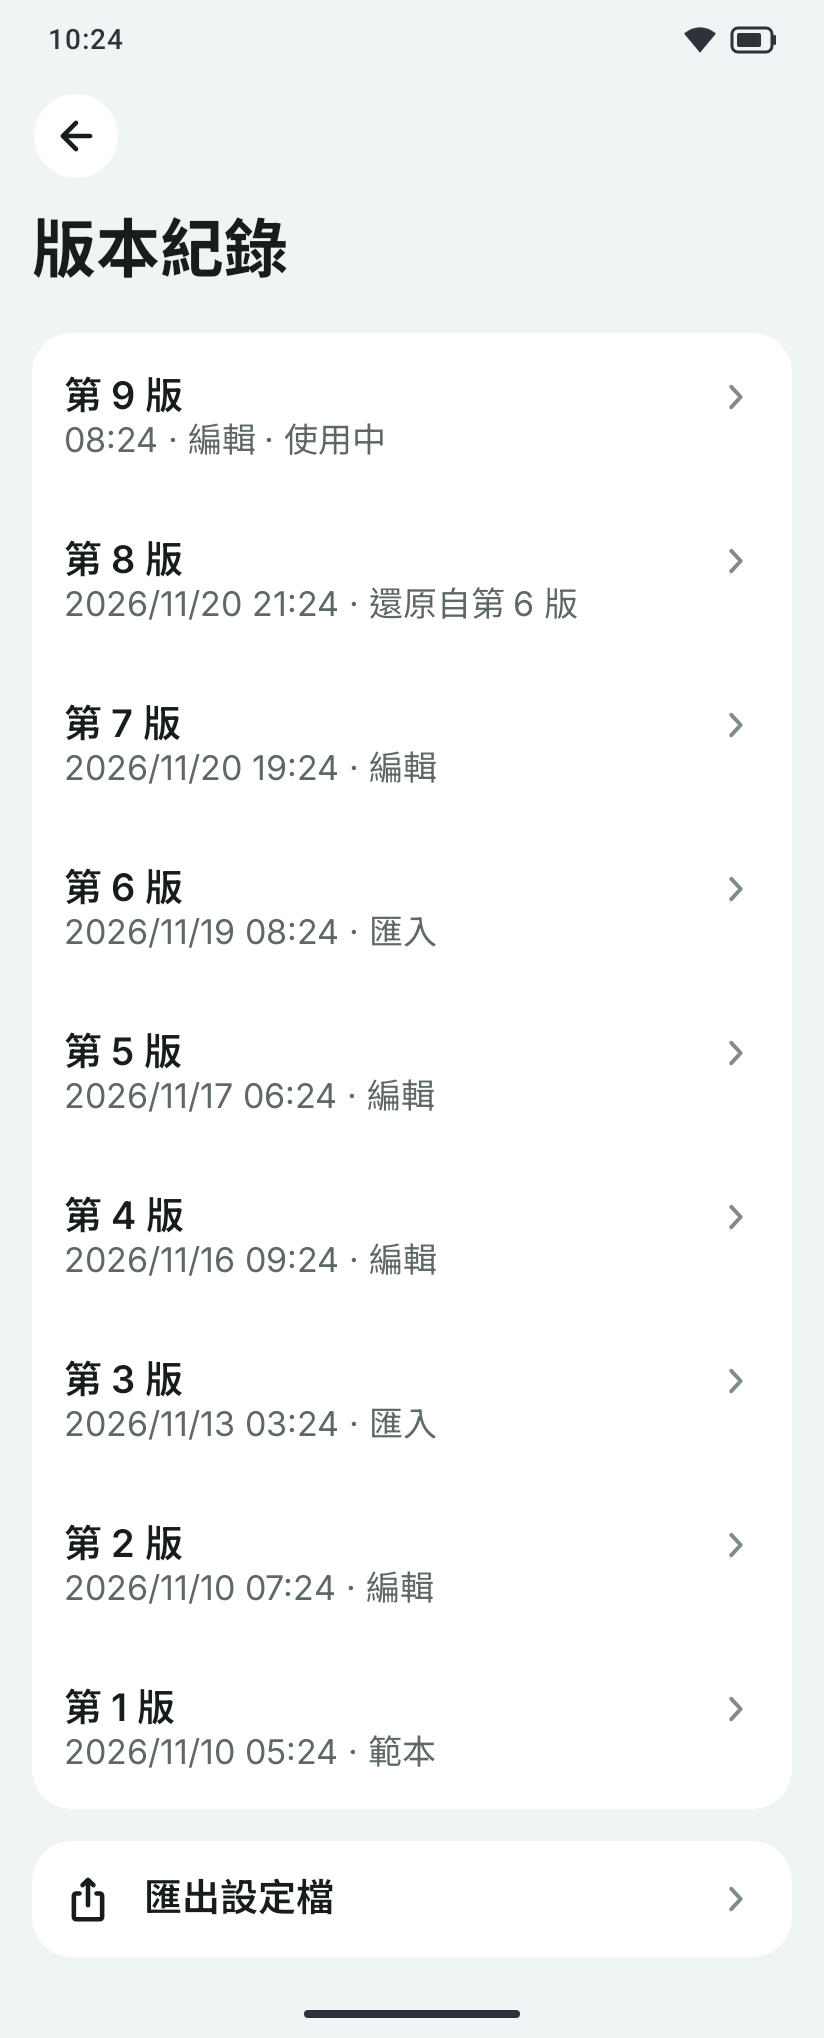 10:24
版本紀錄
第 9 版
08:24 · 編輯 · 使用中
第 8 版
2026/11/20 21:24 · 還原自第 6 版
第 7 版
2026/11/20 19:24 · 編輯
第 6 版
2026/11/19 08:24 · 匯入
第 5 版
2026/11/17 06:24 · 編輯
第 4 版
2026/11/16 09:24 · 編輯
第 3 版
2026/11/13 03:24 · 匯入
第 2 版
2026/11/10 07:24 · 編輯
第 1 版
2026/11/10 05:24 · 範本
匯出設定檔